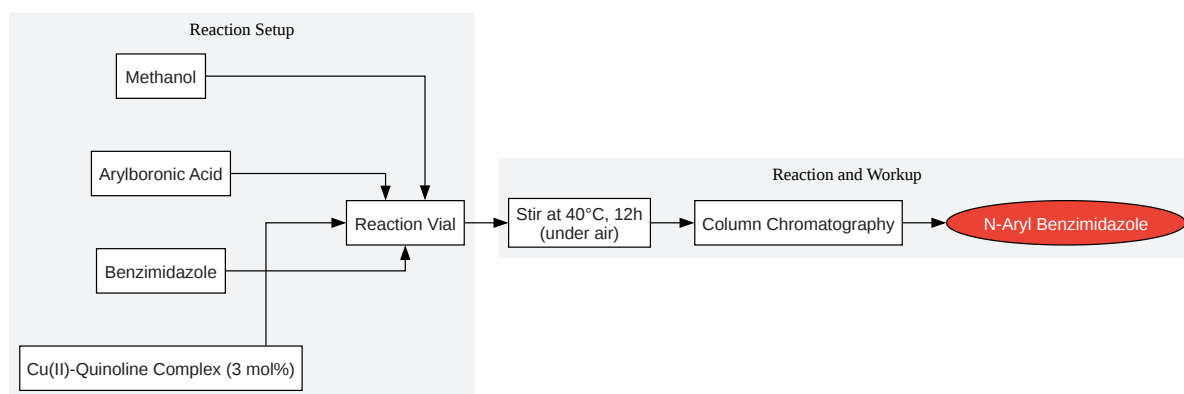 Reaction Setup
Methanol
Arylboronic Acid
Reaction Vial
Benzimidazole
Cu(II)-Quinoline Complex (3 mol%)
Reaction and Workup
Stir at 40°C, 12h
(under air)
Column Chromatography
N-Aryl Benzimidazole